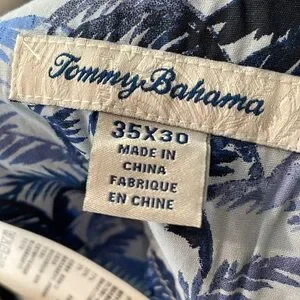 Tommy Bahama
35X30
MADE IN
CHINA
FABRIQUE
EN CHINE